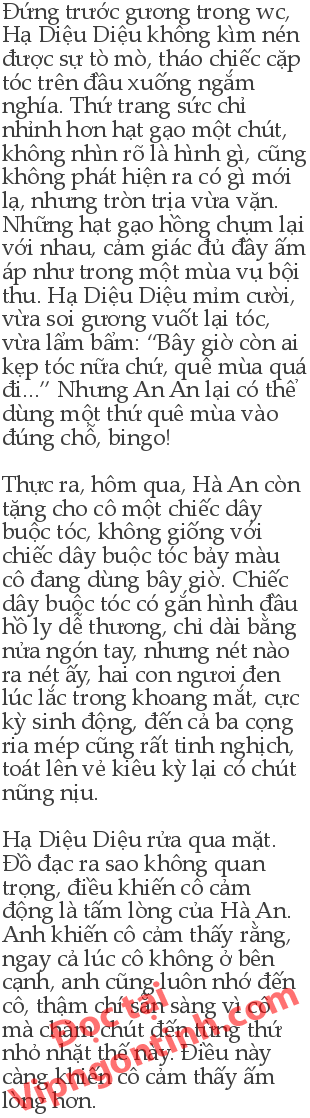 Đứng trước gương trong wc,
Hạ Diệu Diệu không kìm nén
được sự tò mò, tháo chiếc cặp
tóc trên đầu xuống ngắm
nghía. Thứ trang sức chỉ
nhỉnh hơn hạt gạo một chút,
không nhìn rõ là hình gì, cũng
không phát hiện ra có gì mới
lạ, nhưng tròn trịa vừa vặn.
Những hạt gạo hồng chụm lại
với nhau, cảm giác đủ đầy ấm
áp như trong một mùa vụ bội
thu. Hạ Diệu Diệu mỉm cười,
vừa soi gương vuốt lại tóc,
vừa lẩm bẩm: “Bây giờ còn ai
kẹp tóc nữa chứ, quê mùa quá
đi...” Nhưng An An lại có thể
dùng một thứ quê mùa vào
đúng chỗ, bingo!

Thực ra, hôm qua, Hà An còn
tặng cho cô một chiếc dây
buộc tóc, không giống với
chiếc dây buộc tóc bảy màu
cô đang dùng bây giờ. Chiếc
dây buộc tóc có gắn hình đầu
hồ ly dễ thương, chỉ dài bằng
nửa ngón tay, nhưng nét nào
ra nét ấy, hai con ngươi đen
lúc lắc trong khoang mắt, cực
kỳ sinh động, đến cả ba cọng
ria mép cũng rất tinh nghịch,
toát lên vẻ kiêu kỳ lại có chút
nũng nịu.

Hạ Diệu Diệu rửa qua mặt.
Đồ đạc ra sao không quan
trọng, điều khiến cô cảm
động là tấm lòng của Hà An.
Anh khiến cô cảm thấy rằng,
ngay cả lúc cô không ở bên
cạnh, anh cũng luôn nhớ đến
cô, thậm chí sẵn sàng vì cô
mà chăm chút đến từng thứ
nhỏ nhặt thế này. Điều này
càng khiến cô cảm thấy ấm
lòng hơn.
Đọc tại
Vipngontinh.com